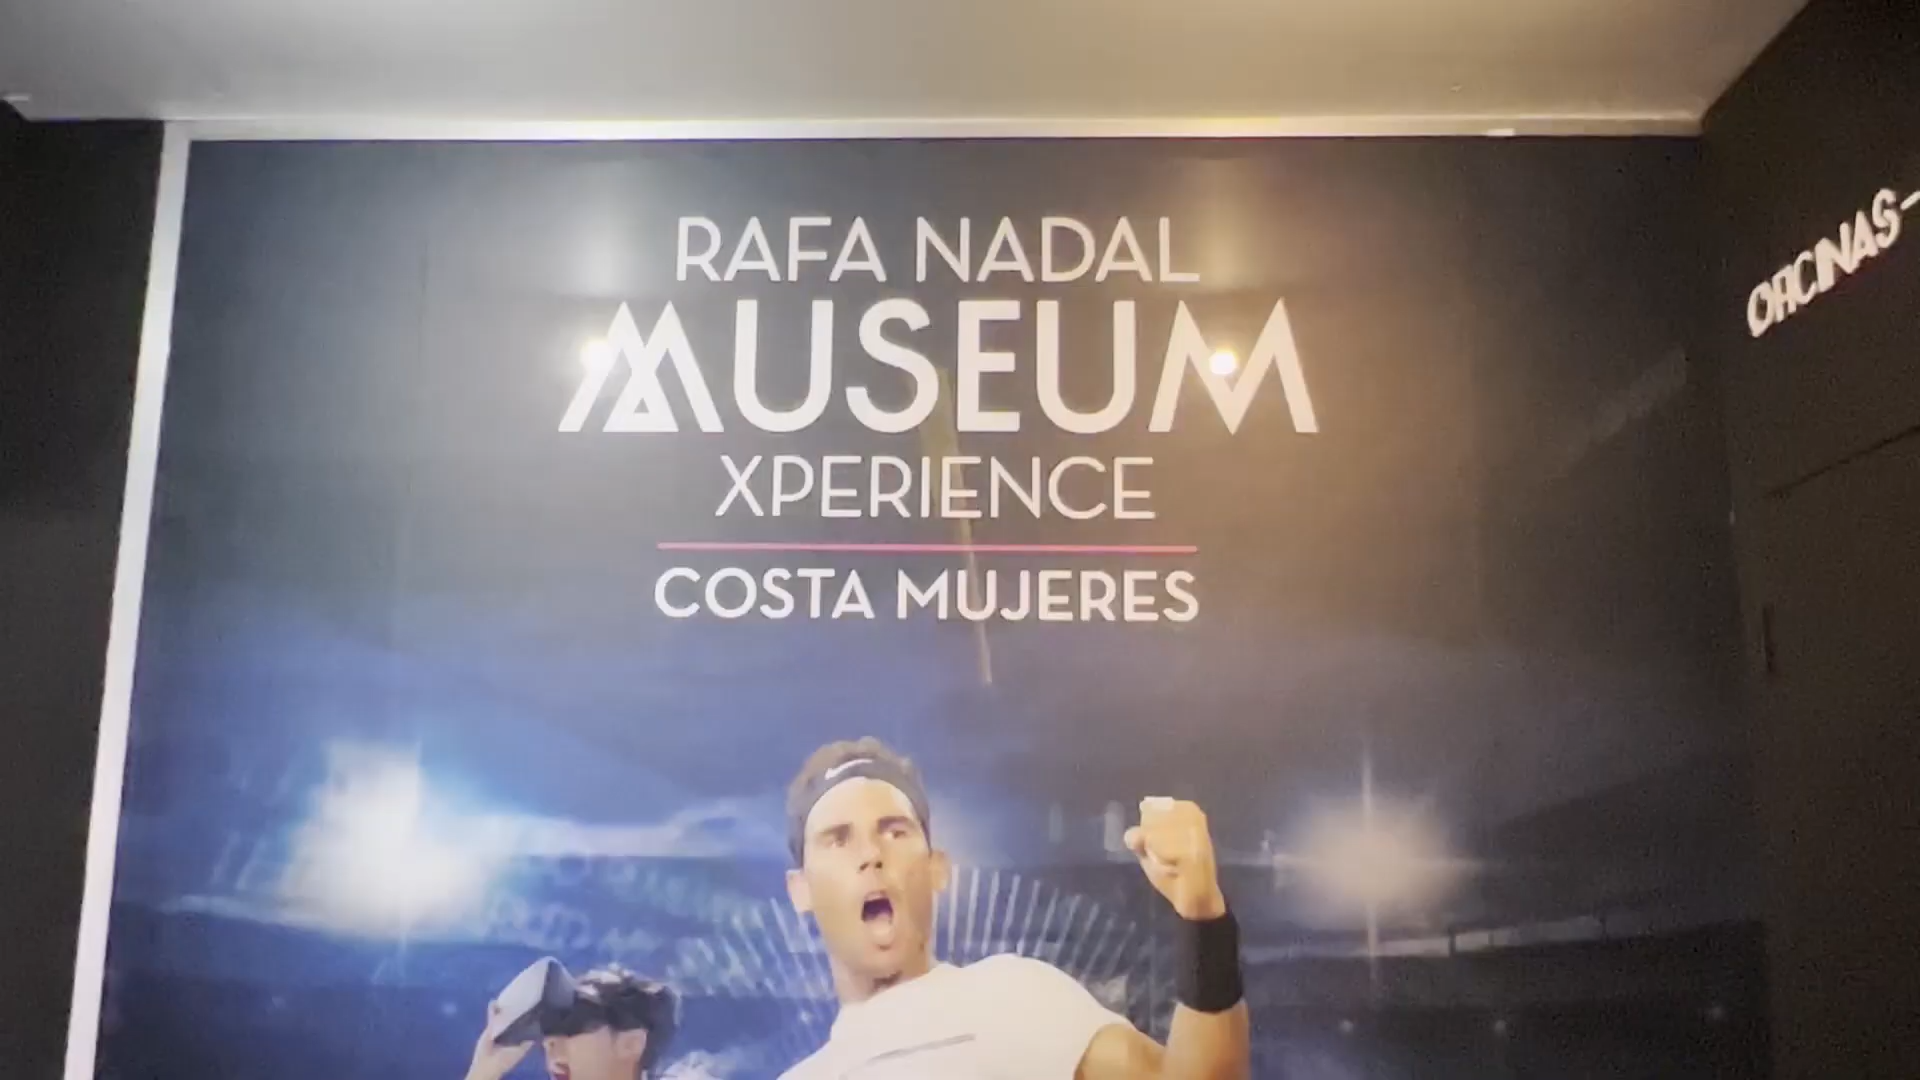 RAFA NADAL
MUSEUM
XPERIENCE
COSTA MUJERES
OFICINAS